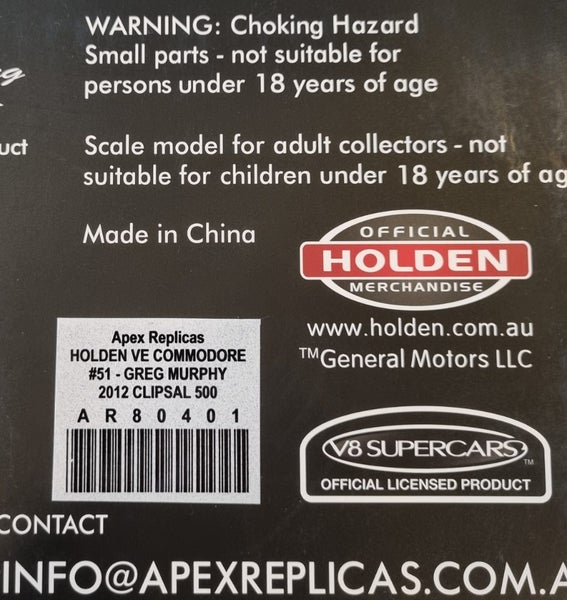 WARNING: Choking Hazard
Small parts - not suitable for
persons under 18 years of age
uct
Scale model for adult collectors - not
suitable for children under 18 years of ag
Made in China
OFFICIAL
HOLDEN
MERCHANDISE
www.holden.com.au
™General Motors LLC
Apex Replicas
HOLDEN VE COMMODORE
#51 - GREG MURPHY
2012 CLIPSAL 500
AR80401
V8 SUPERCARS
TM
OFFICIAL LICENSED PRODUCT
CONTACT
INFO@APEXREPLICAS.COM.A